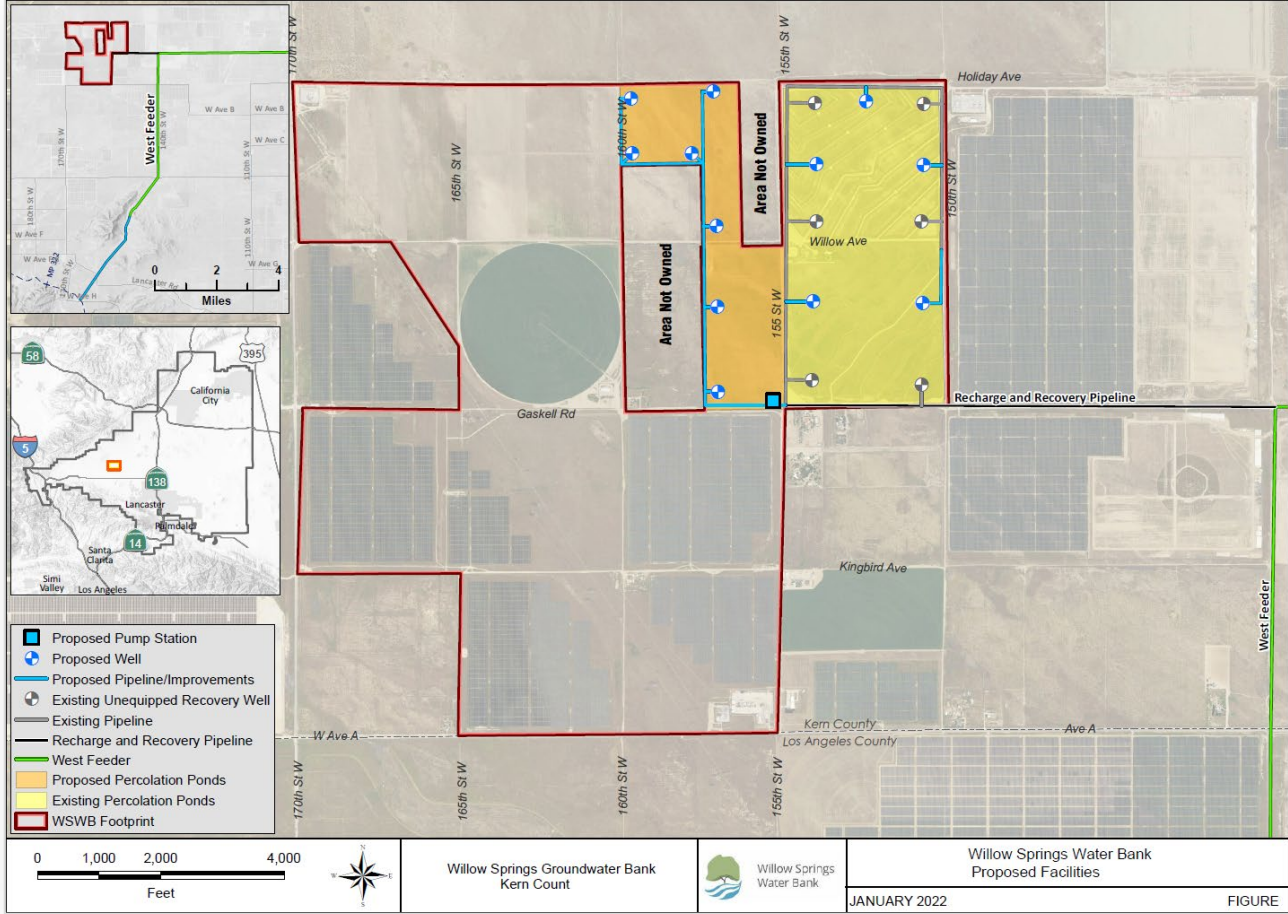 170th St W
155th St W
Holiday Ave
160th St W
165th St W
Area Not Owned
Area Not Owned
150th St W
Willow Ave
155 St W
Gaskell Rd
Recharge and Recovery Pipeline
Kingbird Ave
West Feeder
Kern County
Los Angeles County
W Ave A
Ave A
170th St W
165th St W
160th St W
155th St W
West Feeder
140th St W
W Ave B
W Ave B
W Ave C
170th St W
110th St W
180th St W
W Ave F
110th St W
W Ave G
Lancaster Rd
0 2 4
Miles
58
395
California
City
5
138
Lancaster
Palmdale
14
Santa
Clarita
Simi
Valley
Los Angeles
Proposed Pump Station
Proposed Well
Proposed Pipeline/Improvements
Existing Unequipped Recovery Well
Existing Pipeline
Recharge and Recovery Pipeline
West Feeder
Proposed Percolation Ponds
Existing Percolation Ponds
WSWB Footprint
0 1,000 2,000 4,000
Feet
N
W E
S
Willow Springs Groundwater Bank
Kern Count
Willow Springs
Water Bank
Willow Springs Water Bank
Proposed Facilities
JANUARY 2022 FIGURE